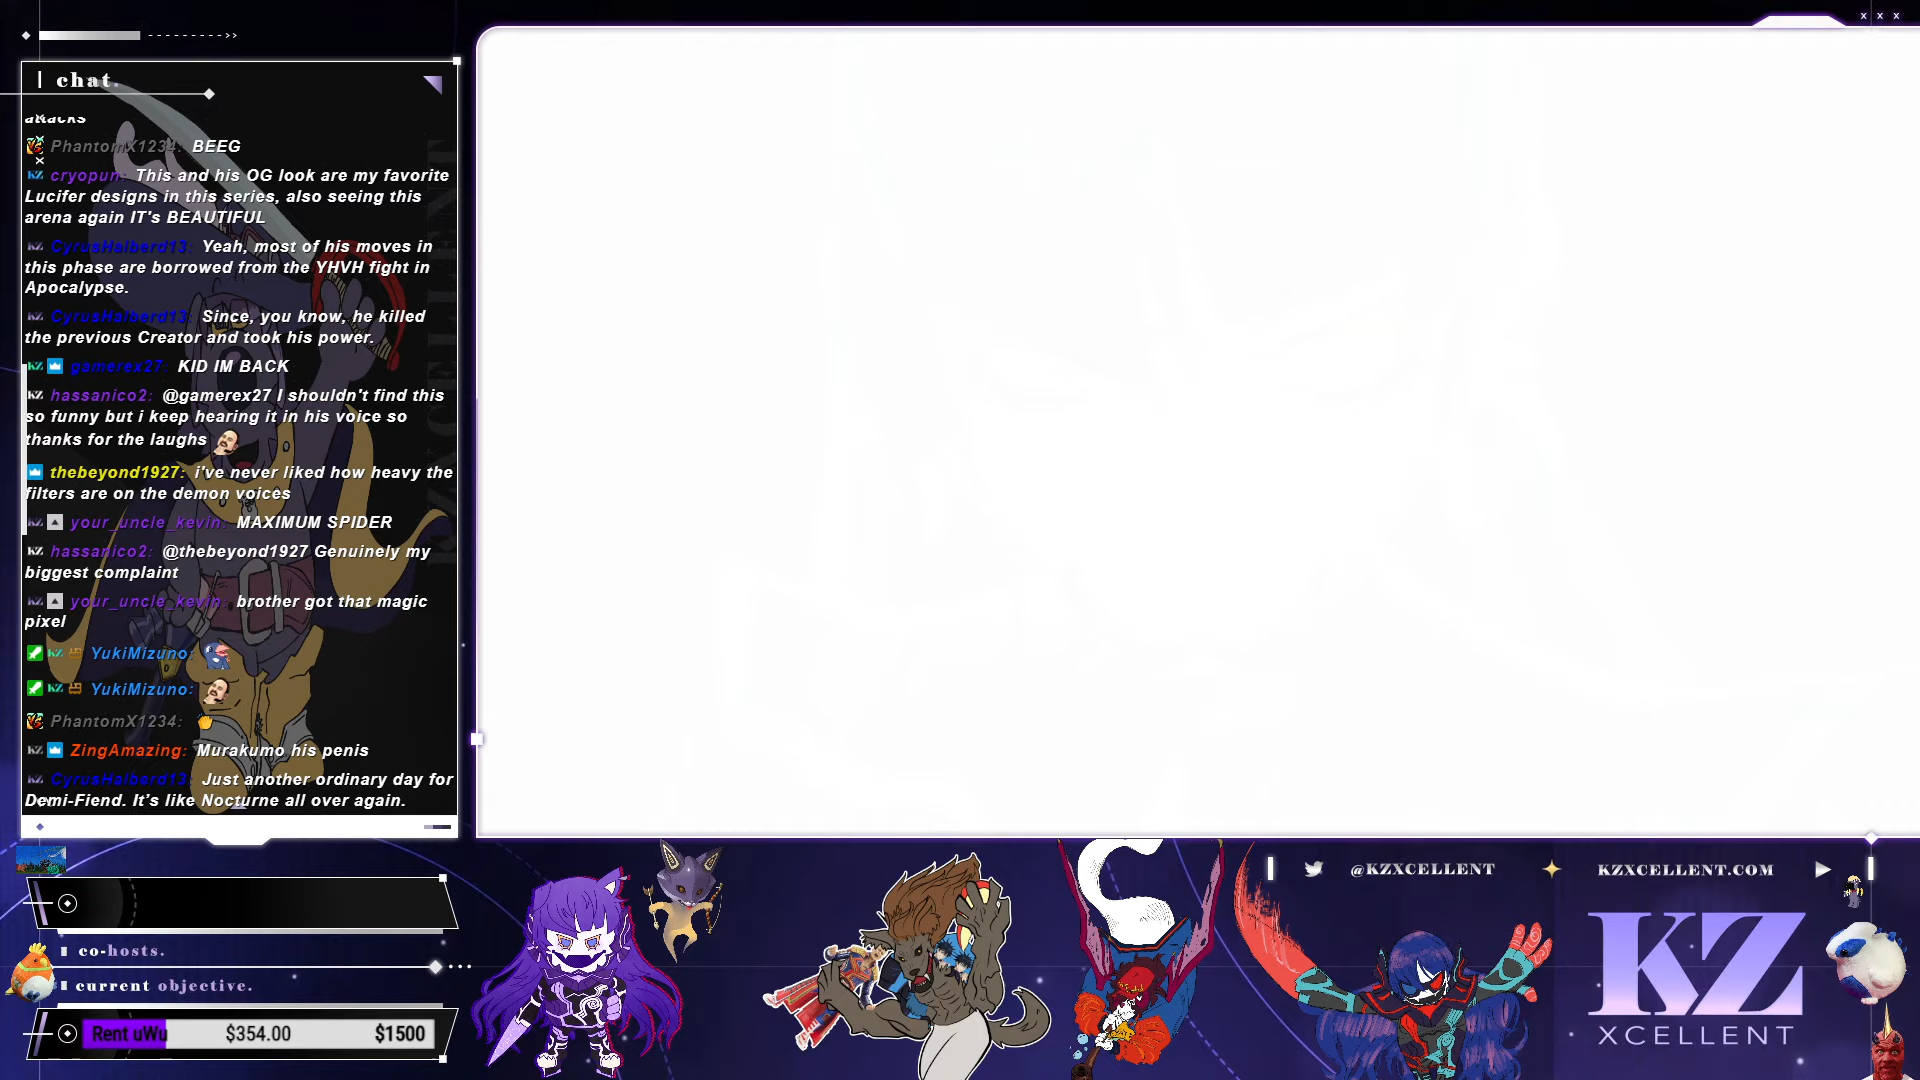 x x x
chat.
attacks
PhantomX1234: BEEG
cryopun: This and his OG look are my favorite
Lucifer designs in this series, also seeing this
arena again IT's BEAUTIFUL
CyrusHalberd13: Yeah, most of his moves in
this phase are borrowed from the YHVH fight in
Apocalypse.
CyrusHalberd13: Since, you know, he killed
the previous Creator and took his power.
gamerex27: KID IM BACK
hassanico2: @gamerex27 I shouldn't find this
so funny but i keep hearing it in his voice so
thanks for the laughs
thebeyond1927: i've never liked how heavy the
filters are on the demon voices
your_uncle_kevin: MAXIMUM SPIDER
hassanico2: @thebeyond1927 Genuinely my
biggest complaint
your_uncle_kevin: brother got that magic
pixel
YukiMizuno:
YukiMizuno:
PhantomX1234:
ZingAmazing: Murakumo his penis
CyrusHalberd13: Just another ordinary day for
Demi-Fiend. It's like Nocturne all over again.
co-hosts.
current objective.
Rent uWu $354.00 $1500
@KZXCELLENT KZXCELLENT.COM
KZ
XCELLENT